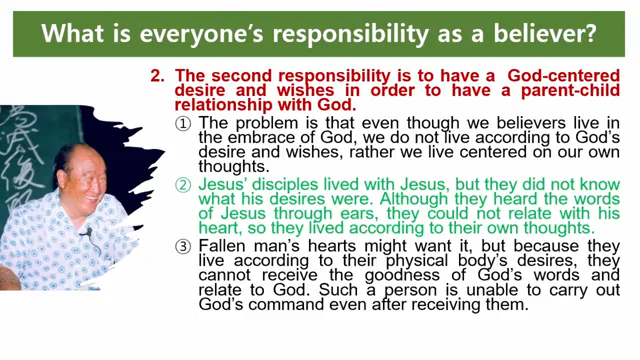 What is everyone's responsibility as a believer?
2. The second responsibility is to have a God-centered
desire and wishes in order to have a parent-child
relationship with God.
① The problem is that even though we believers live in
the embrace of God, we do not live according to God's
desire and wishes, rather we live centered on our own
thoughts.
② Jesus' disciples lived with Jesus, but they did not know
what his desires were. Although they heard the words
of Jesus through ears, they could not relate with his
heart, so they lived according to their own thoughts.
③ Fallen man's hearts might want it, but because they
live according to their physical body's desires, they
cannot receive the goodness of God's words and
relate to God. Such a person is unable to carry out
God's command even after receiving them.